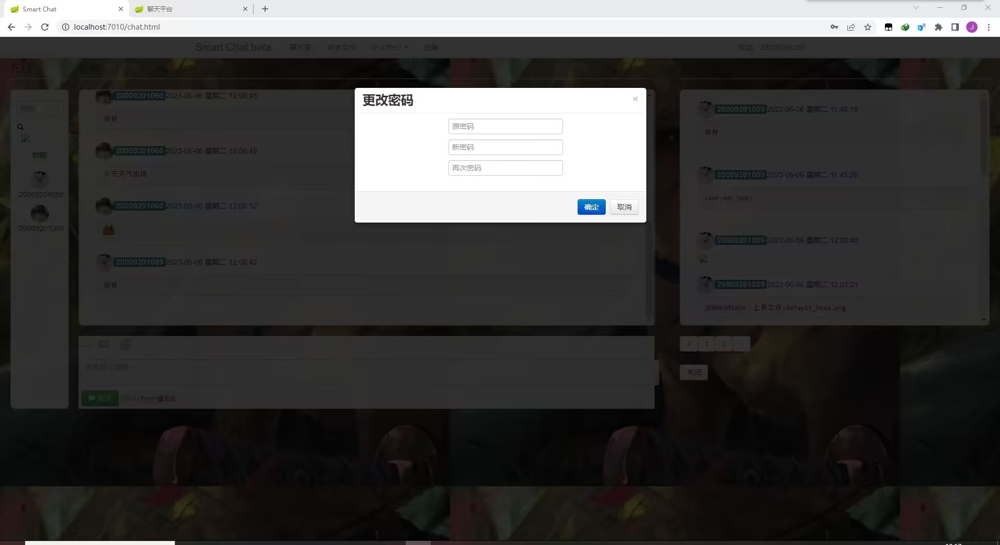 Smart Chat
聊天平台
localhost:7010/chat.html
J
Smart Chat beta
聊天室
共享文件
个人中心
注销
欢迎，20009201059
在线
群聊
搜索
群聊
20009201059
20009201060
20009201060 2023-06-06 星期二 12:06:45
你好
20009201060 2023-06-06 星期二 12:06:48
今天天气如何
20009201060 2023-06-06 星期二 12:06:52
20009201059 2023-06-06 星期二 12:08:42
你好
更改密码
×
原密码
新密码
再次密码
确定
取消
20009201059 2023-06-06 星期二 11:45:18
你好
20009201059 2023-06-06 星期二 11:45:20
<emt>44</emt>
20009201059 2023-06-06 星期二 12:00:43
20009201059 2023-06-06 星期二 12:01:01
20009201059 上传文件:default_head.png
发送
Ctrl+Enter键发送
< 1 2 >
关闭